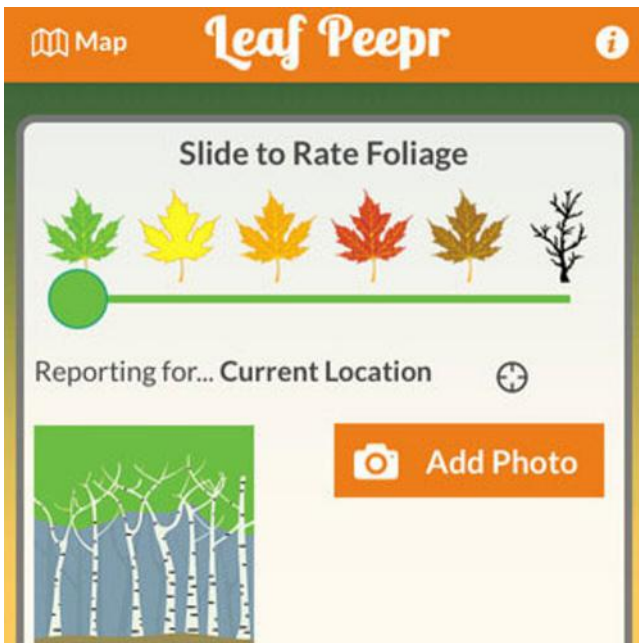 Map
Leaf Peepr
i
Slide to Rate Foliage
Reporting for... Current Location
Add Photo